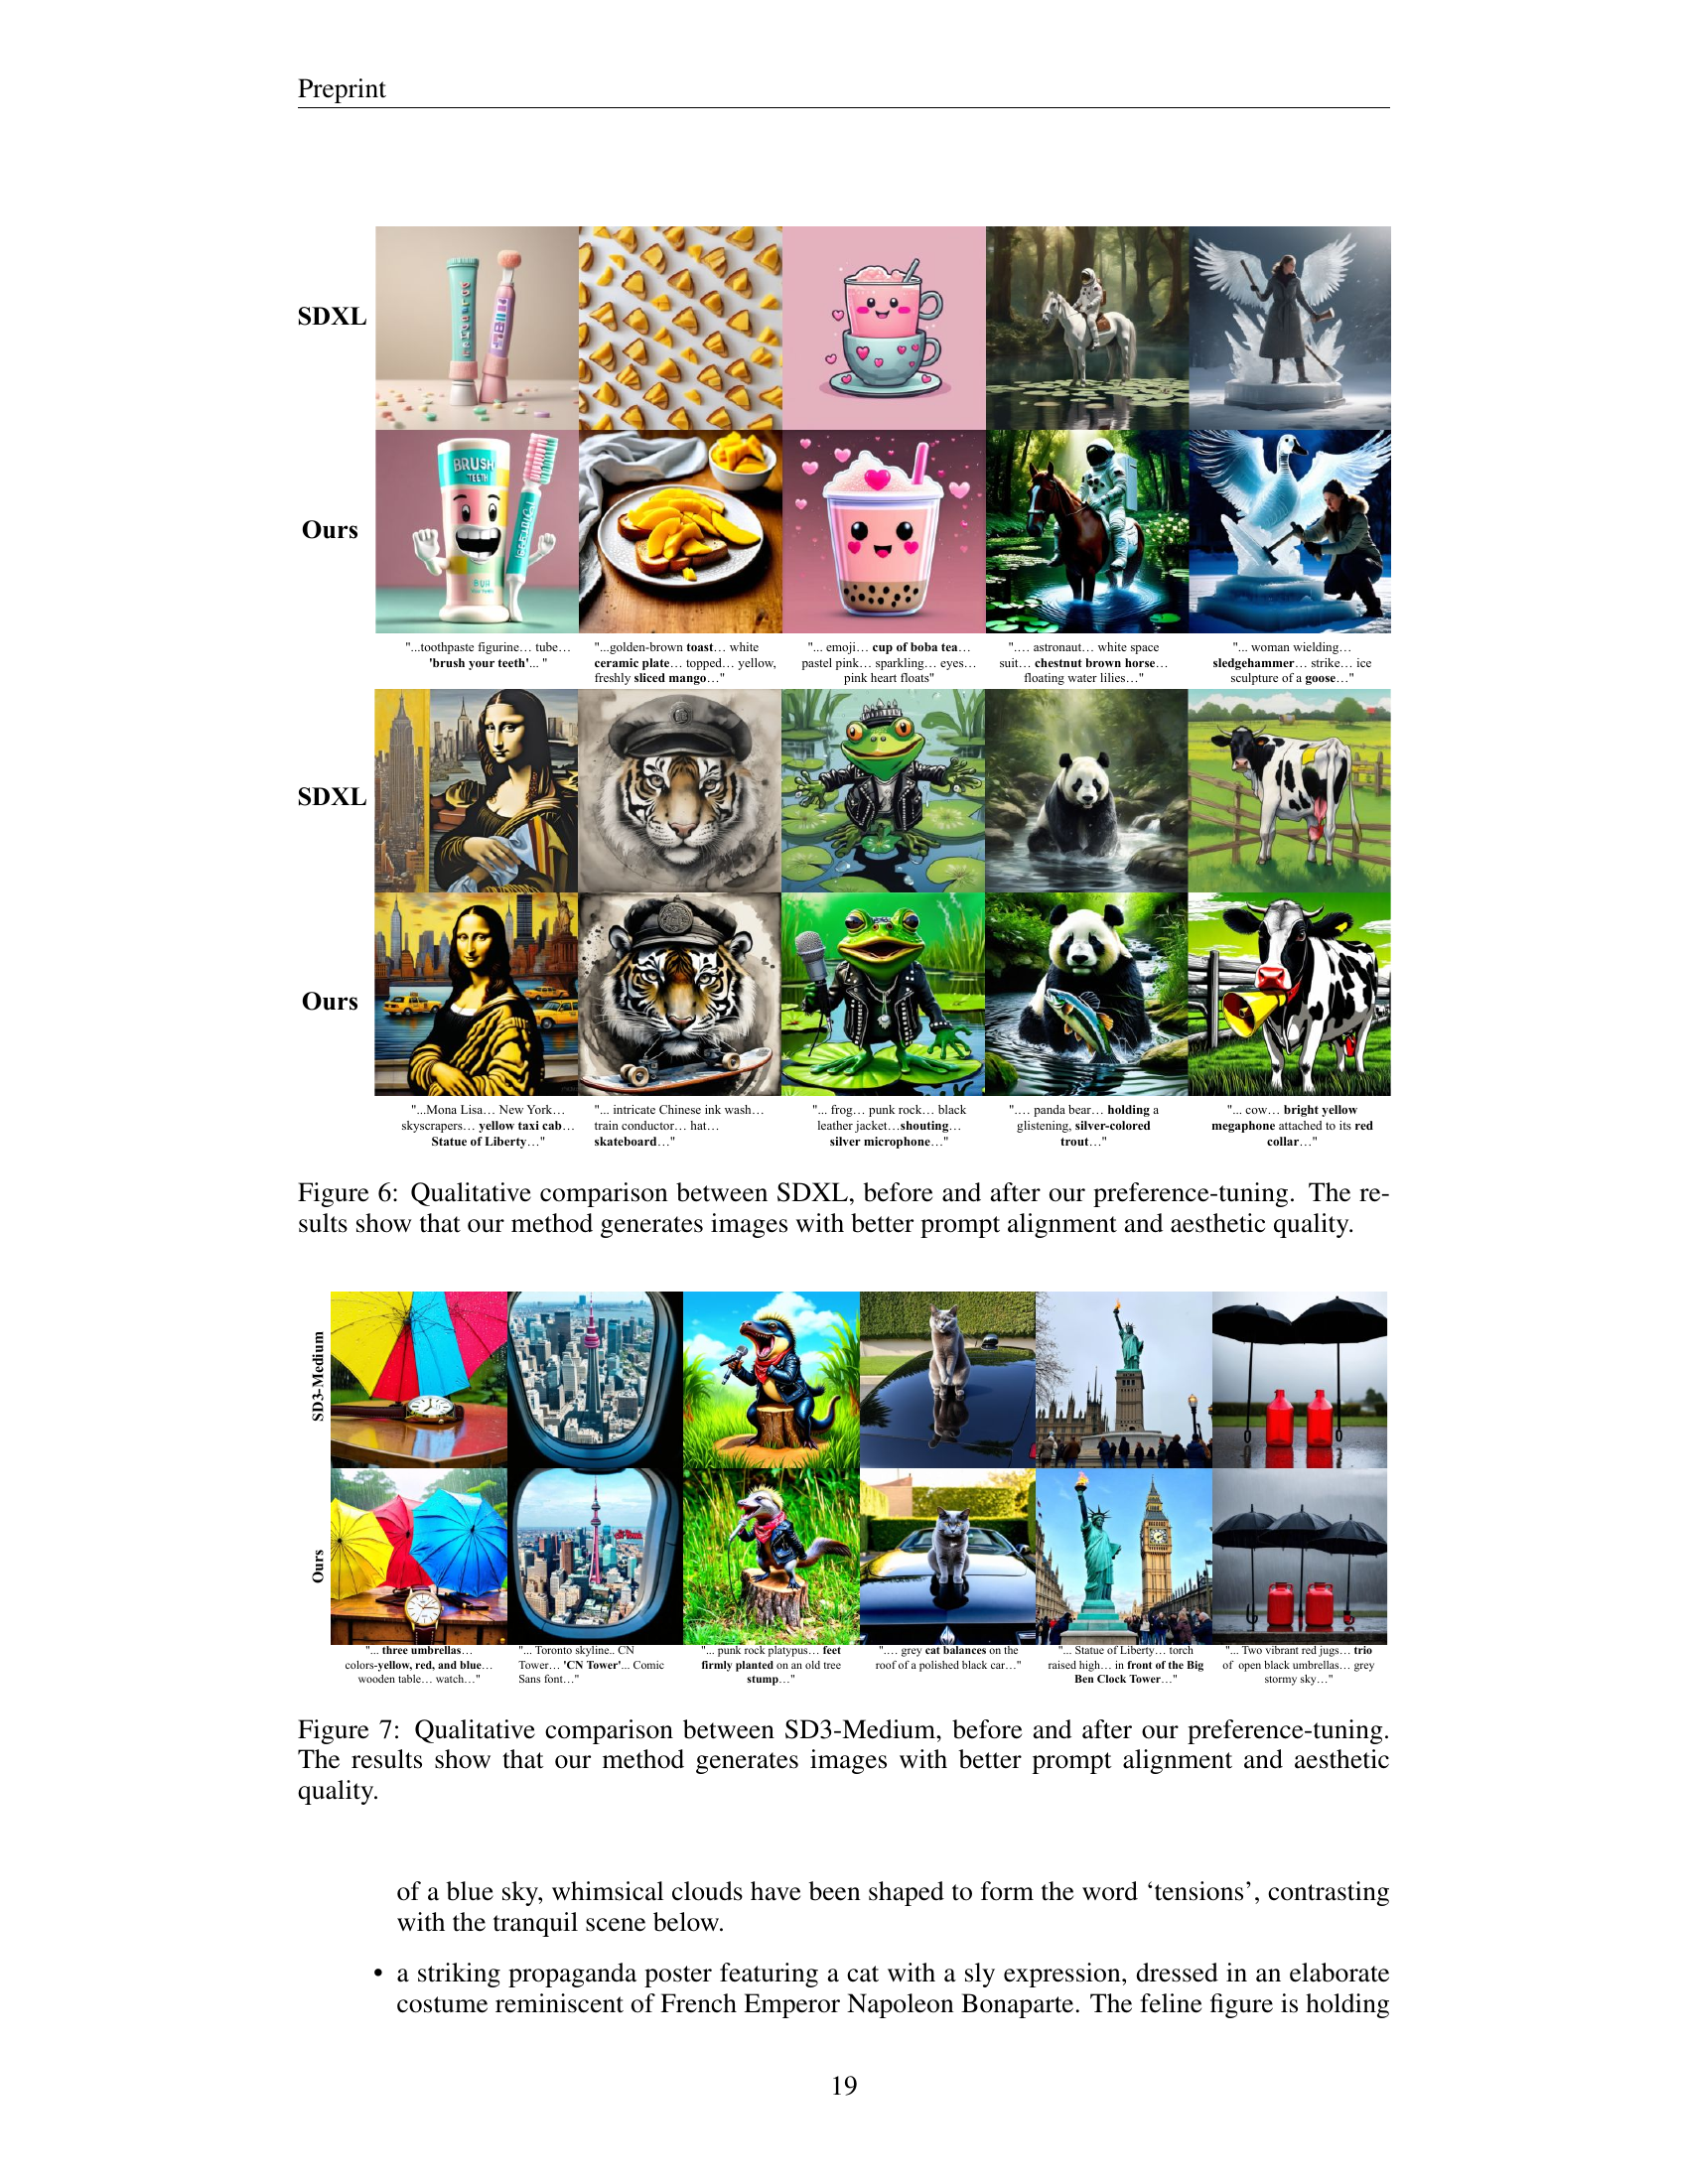 Preprint
SDXL
Ours
BRUSH
TEETH
"...toothpaste figurine… tube…
'brush your teeth'... "
"...golden-brown toast… white
ceramic plate… topped… yellow,
freshly sliced mango…"
"... emoji… cup of boba tea…
pastel pink… sparkling… eyes…
pink heart floats"
"…. astronaut… white space
suit… chestnut brown horse…
floating water lilies…"
"... woman wielding…
sledgehammer… strike… ice
sculpture of a goose…"
SDXL
Ours
"...Mona Lisa… New York…
skyscrapers… yellow taxi cab…
Statue of Liberty…"
"... intricate Chinese ink wash…
train conductor… hat…
skateboard…"
"... frog… punk rock… black
leather jacket…shouting…
silver microphone…"
"…. panda bear… holding a
glistening, silver-colored
trout…"
"... cow… bright yellow
megaphone attached to its red
collar…"
Figure 6: Qualitative comparison between SDXL, before and after our preference-tuning. The re-
sults show that our method generates images with better prompt alignment and aesthetic quality.
SD3-Medium
Ours
"... three umbrellas…
colors-yellow, red, and blue…
wooden table… watch…"
"... Toronto skyline.. CN
Tower… 'CN Tower'... Comic
Sans font…"
"... punk rock platypus… feet
firmly planted on an old tree
stump…"
"…. grey cat balances on the
roof of a polished black car…"
"... Statue of Liberty… torch
raised high… in front of the Big
Ben Clock Tower…"
"... Two vibrant red jugs… trio
of open black umbrellas… grey
stormy sky…"
Figure 7: Qualitative comparison between SD3-Medium, before and after our preference-tuning.
The results show that our method generates images with better prompt alignment and aesthetic
quality.
of a blue sky, whimsical clouds have been shaped to form the word ‘tensions’, contrasting
with the tranquil scene below.
• a striking propaganda poster featuring a cat with a sly expression, dressed in an elaborate
costume reminiscent of French Emperor Napoleon Bonaparte. The feline figure is holding
19